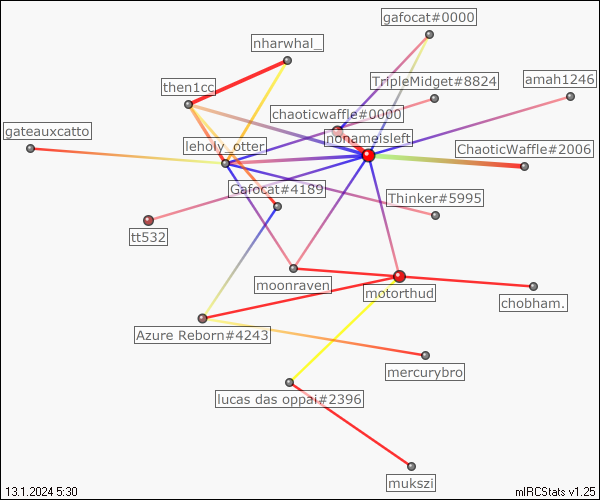 gafocat#0000
nharwhal_
TripleMidget#8824
amah1246
then1cc
chaoticwaffle#0000
gateauxcatto
nonameisleft
leholy_otter
ChaoticWaffle#2006
Gafocat#4189
Thinker#5995
tt532
moonraven
motorthud
chobham.
Azure Reborn#4243
mercurybro
lucas das oppai#2396
mukszi
13.1.2024 5:30
mIRCStats v1.25